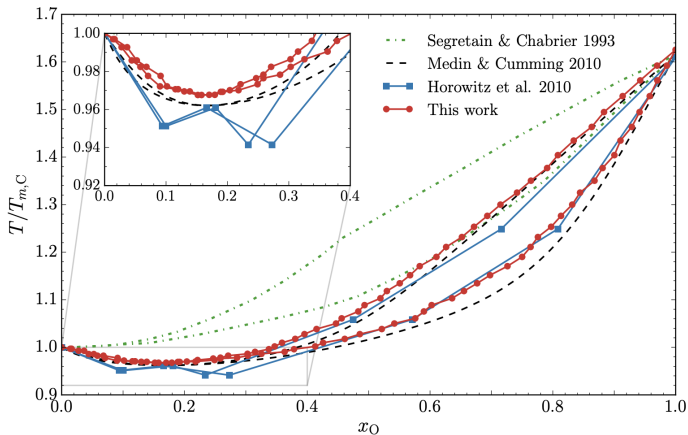 1.7
1.6
1.5
1.4
1.3
1.2
1.1
1.0
0.9
T/T_{m,C}
1.00
0.98
0.96
0.94
0.92
0.0 0.1 0.2 0.3 0.4
Segretain & Chabrier 1993
Medin & Cumming 2010
Horowitz et al. 2010
This work
0.0 0.2 0.4 0.6 0.8 1.0
x_O